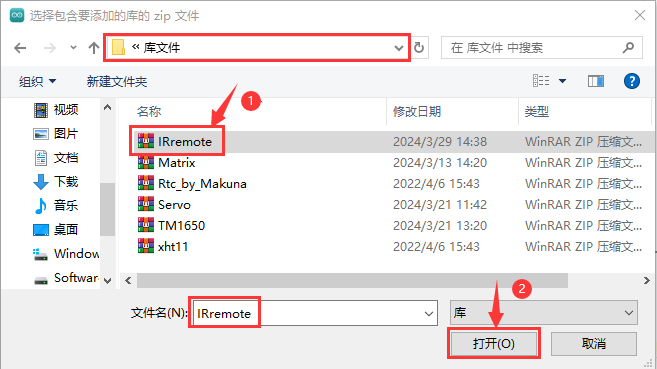 选择包含要添加的库的 zip 文件
« 库文件
在 库文件 中搜索
组织
新建文件夹
名称 修改日期 类型
视频
图片
文档
下载
音乐
桌面
Window
Software
1
IRremote 2024/3/29 14:38 WinRAR ZIP 压缩文...
Matrix 2024/3/13 14:20 WinRAR ZIP 压缩文...
Rtc_by_Makuna 2022/4/6 15:43 WinRAR ZIP 压缩文...
Servo 2024/3/21 11:42 WinRAR ZIP 压缩文...
TM1650 2024/3/21 13:20 WinRAR ZIP 压缩文...
xht11 2022/4/6 15:43 WinRAR ZIP 压缩文...
2
文件名(N): IRremote 库
打开(O) 取消